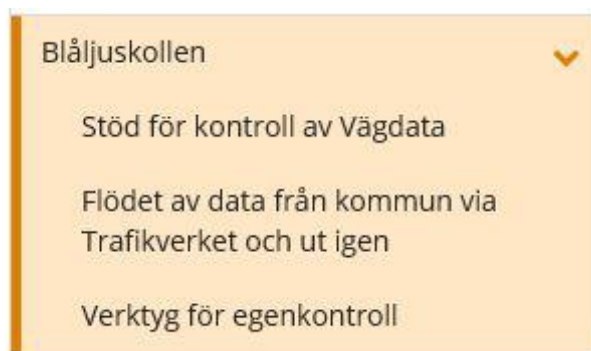 Blåljuskollen
Stöd för kontroll av Vägdata
Flödet av data från kommun via
Trafikverket och ut igen
Verktyg för egenkontroll